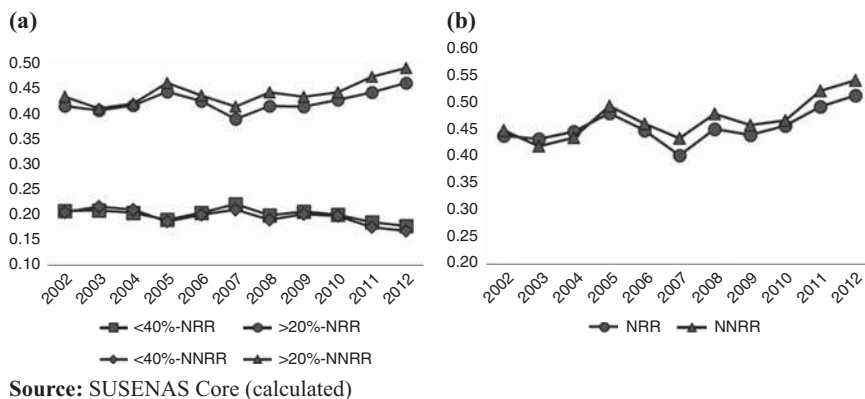 (a)
0.50
0.45
0.40
0.35
0.30
0.25
0.20
0.15
0.10
2002 2003 2004 2005 2006 2007 2008 2009 2010 2011 2012
<40%-NRR >20%-NRR
<40%-NNRR >20%-NNRR
(b)
0.60
0.55
0.50
0.45
0.40
0.35
0.30
0.25
0.20
2002 2003 2004 2005 2006 2007 2008 2009 2010 2011 2012
NRR NNRR
Source: SUSENAS Core (calculated)